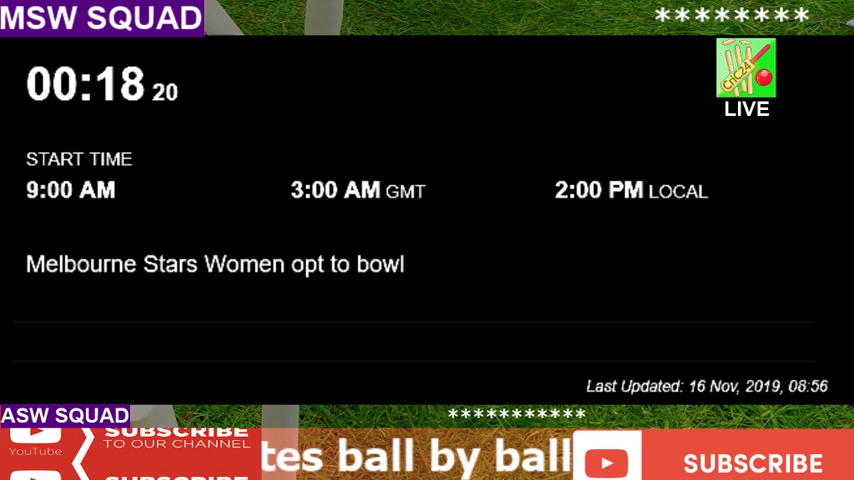 MSW SQUAD
********
00:18 20
CriC24
LIVE
START TIME
9:00 AM
3:00 AM GMT
2:00 PM LOCAL
Melbourne Stars Women opt to bowl
Last Updated: 16 Nov, 2019, 08:56
ASW SQUAD
***********
SUBSCRIBE
TO OUR CHANNEL
YouTube
tes ball by ball
SUBSCRIBE
SUBSCRIBE